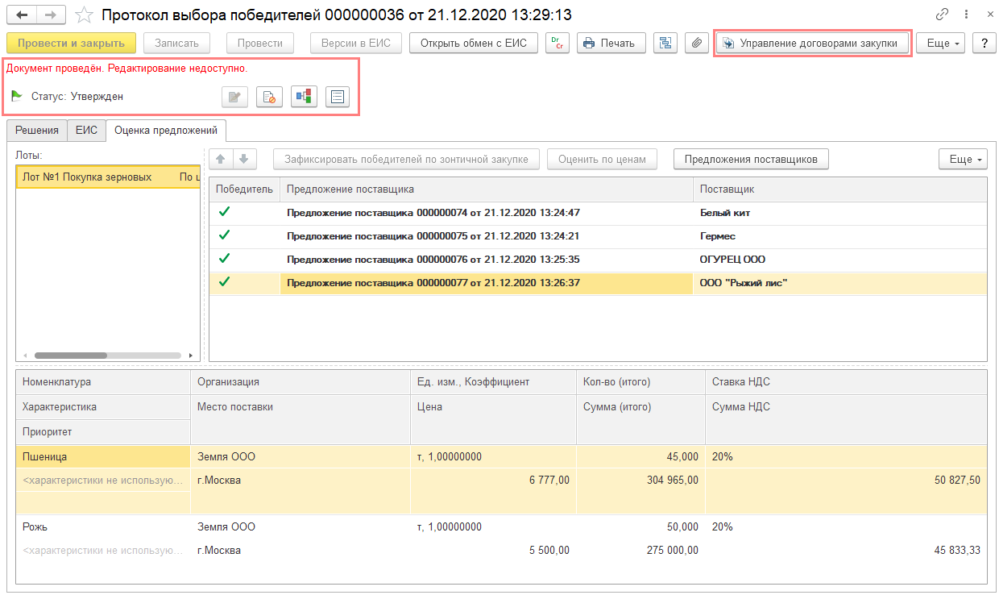 Протокол выбора победителей 000000036 от 21.12.2020 13:29:13
Провести и закрыть Записать Провести Версии в ЕИС Открыть обмен с ЕИС Dr Cr Печать Управление договорами закупки Еще ?
Документ проведён. Редактирование недоступно.
Статус: Утвержден
Решения ЕИС Оценка предложений
Лоты:
Лот №1 Покупка зерновых По ц
Зафиксировать победителей по зонтичной закупке Оценить по ценам Предложения поставщиков Еще
Победитель Предложение поставщика Поставщик
Предложение поставщика 000000074 от 21.12.2020 13:24:47 Белый кит
Предложение поставщика 000000075 от 21.12.2020 13:24:21 Гермес
Предложение поставщика 000000076 от 21.12.2020 13:25:35 ОГУРЕЦ ООО
Предложение поставщика 000000077 от 21.12.2020 13:26:37 ООО "Рыжий лис"
Номенклатура Организация Ед. изм., Коэффициент Кол-во (итого) Ставка НДС
Характеристика Место поставки Цена Сумма (итого) Сумма НДС
Приоритет
Пшеница Земля ООО т, 1,00000000 45,000 20%
<характеристики не использую... г.Москва 6 777,00 304 965,00 50 827,50
Рожь Земля ООО т, 1,00000000 50,000 20%
<характеристики не использую... г.Москва 5 500,00 275 000,00 45 833,33